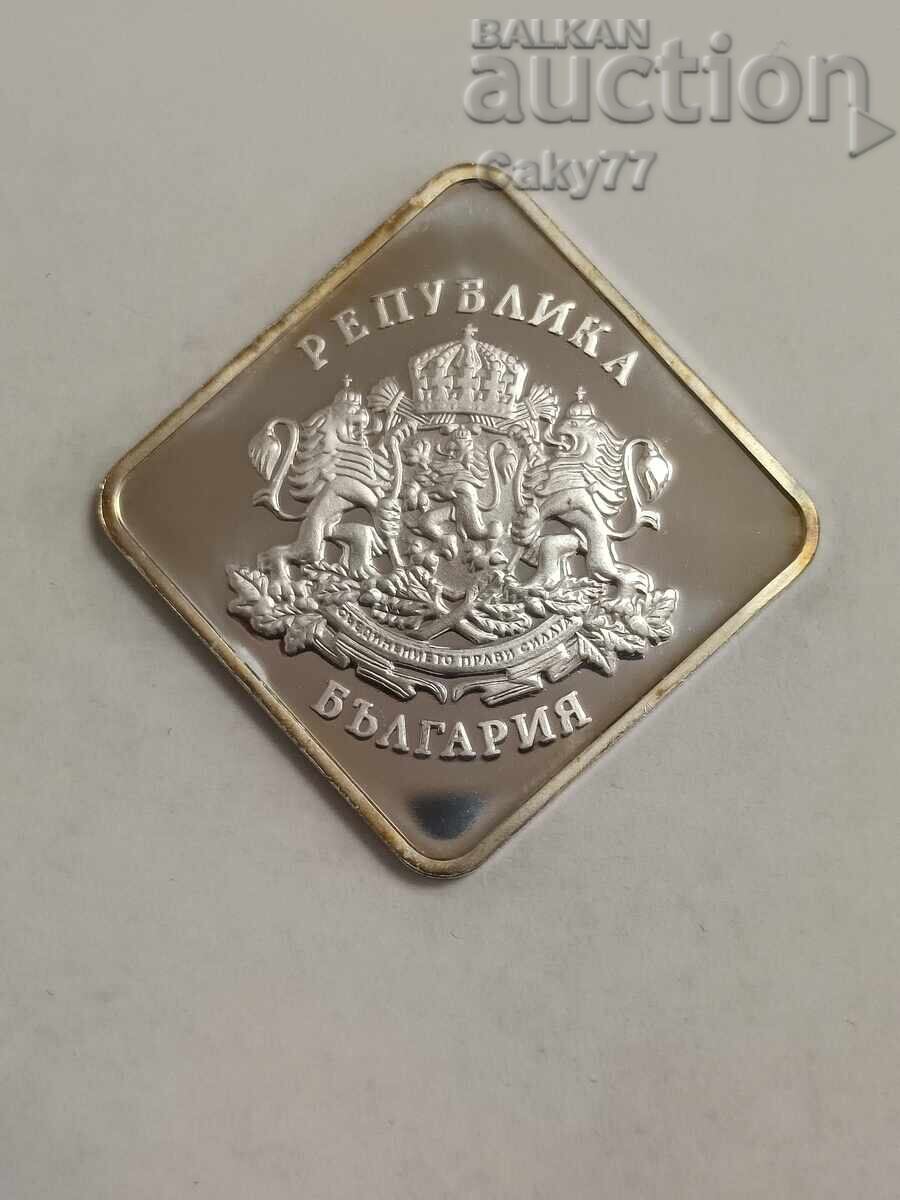 BALKAN
auction
Caky77
РЕПУБЛИКА
СЪЕДИНЕНИЕТО ПРАВИ СИЛАТА
БЪЛГАРИЯ